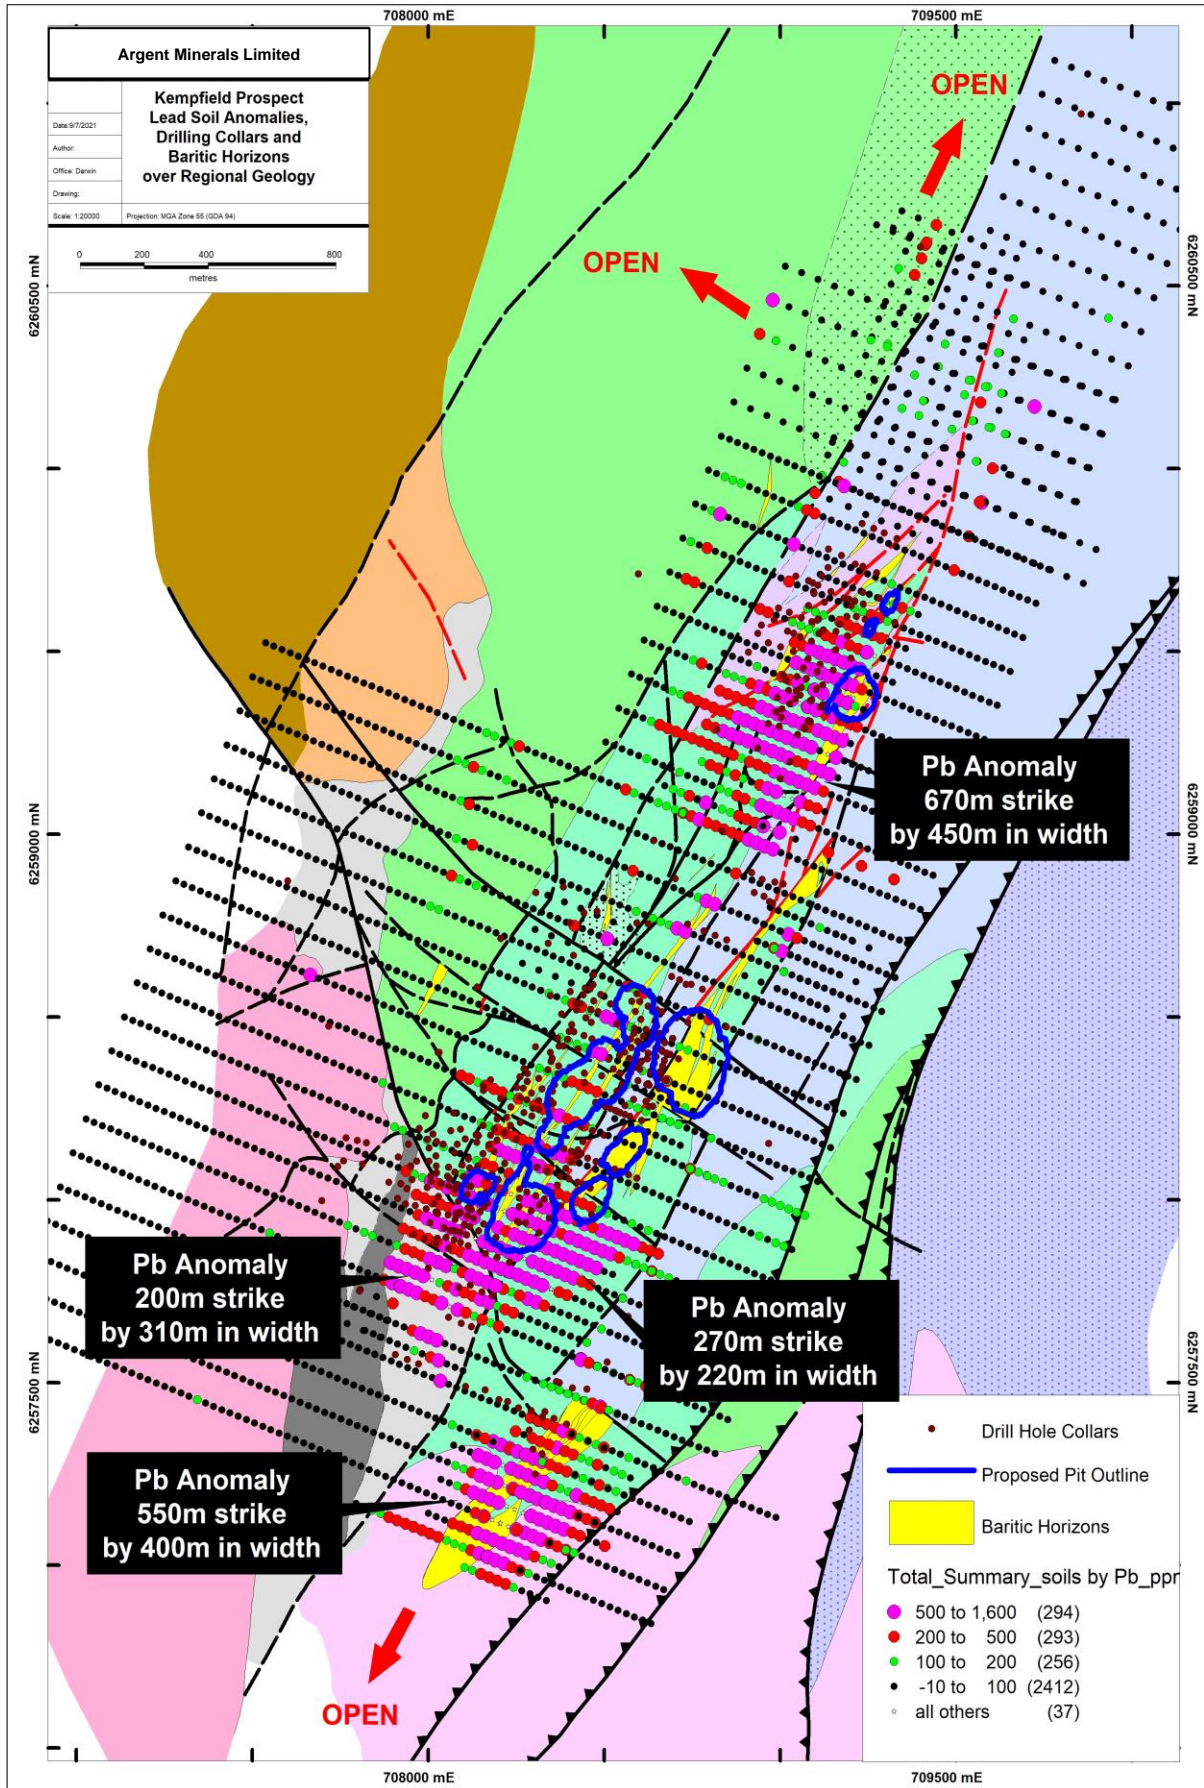 708000 mE
709500 mE
Argent Minerals Limited
Kempfield Prospect
Lead Soil Anomalies,
Drilling Collars and
Baritic Horizons
over Regional Geology
Date:9/7/2021
Author:
Office: Darwin
Drawing:
Scale: 1:20000
Projection: MGA Zone 55 (GDA 94)
0 200 400 800
metres
OPEN
OPEN
6260500 mN
6260500 mN
Pb Anomaly
670m strike
by 450m in width
6259000 mN
6259000 mN
Pb Anomaly
200m strike
by 310m in width
Pb Anomaly
270m strike
by 220m in width
6257500 mN
6257500 mN
Pb Anomaly
550m strike
by 400m in width
OPEN
Drill Hole Collars
Proposed Pit Outline
Baritic Horizons
Total_Summary_soils by Pb_ppr
500 to 1,600 (294)
200 to 500 (293)
100 to 200 (256)
-10 to 100 (2412)
all others (37)
708000 mE
709500 mE